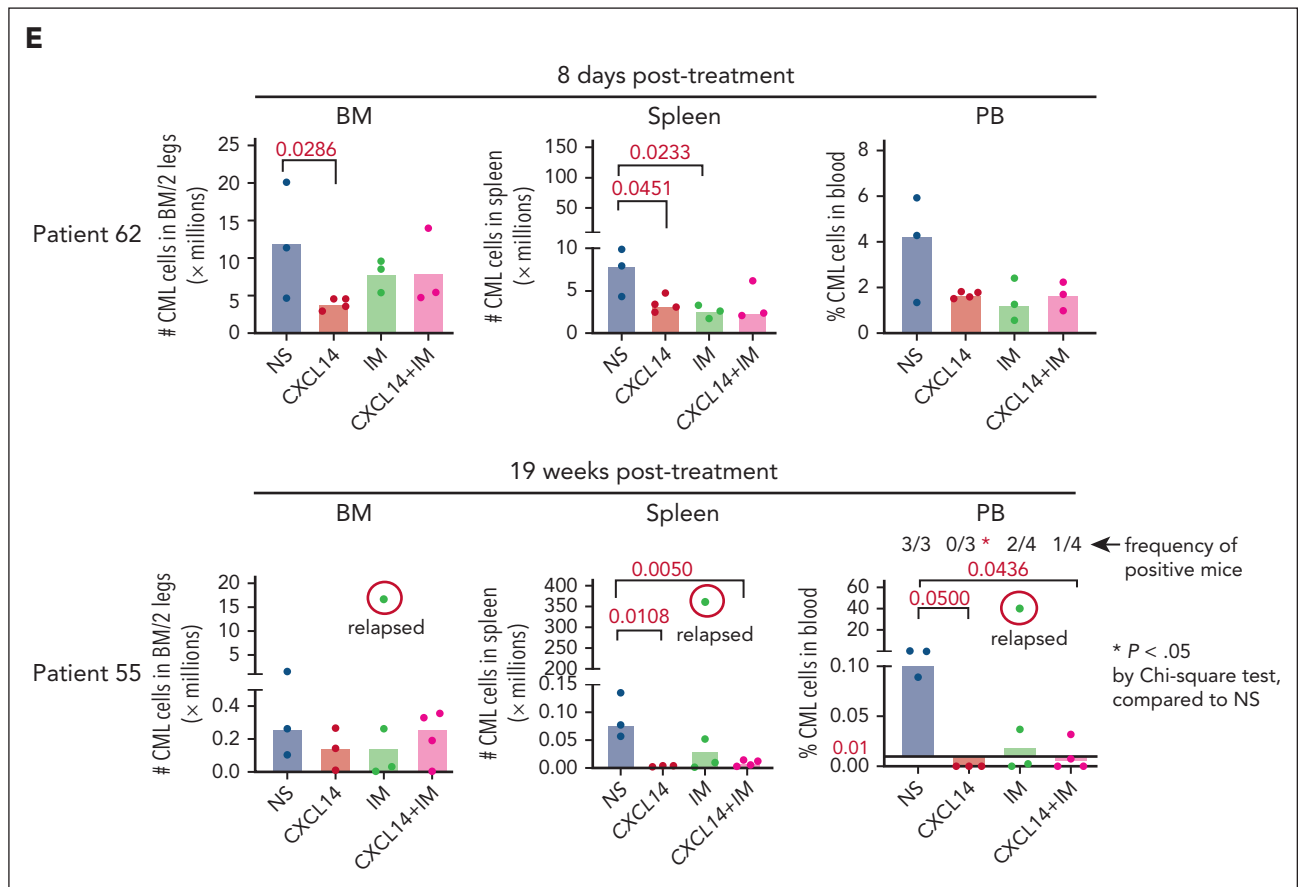 E
8 days post-treatment
BM
Spleen
PB
Patient 62
# CML cells in BM/2 legs
(× millions)
25
20
15
10
5
0
0.0286
NS
CXCL14
IM
CXCL14+IM
# CML cells in spleen
(× millions)
150
100
50
10
5
0
0.0233
0.0451
NS
CXCL14
IM
CXCL14+IM
% CML cells in blood
8
6
4
2
0
NS
CXCL14
IM
CXCL14+IM
19 weeks post-treatment
BM
Spleen
PB
3/3 0/3 * 2/4 1/4
frequency of
positive mice
Patient 55
# CML cells in BM/2 legs
(× millions)
20
15
10
5
0.4
0.2
0.0
relapsed
NS
CXCL14
IM
CXCL14+IM
# CML cells in spleen
(× millions)
400
350
300
250
200
0.15
0.10
0.05
0.00
0.0050
0.0108
relapsed
NS
CXCL14
IM
CXCL14+IM
% CML cells in blood
60
40
20
0.10
0.05
0.01
0.00
0.0436
0.0500
relapsed
NS
CXCL14
IM
CXCL14+IM
* P < .05
by Chi-square test,
compared to NS